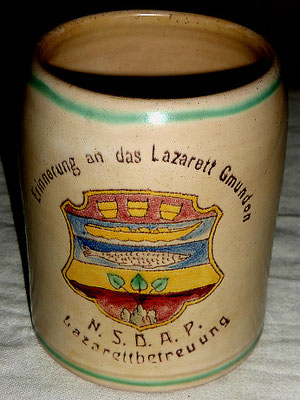 Erinnerung an das Lazarett Gmunden
N. S. D. A. P.
Lazarettbetreuung